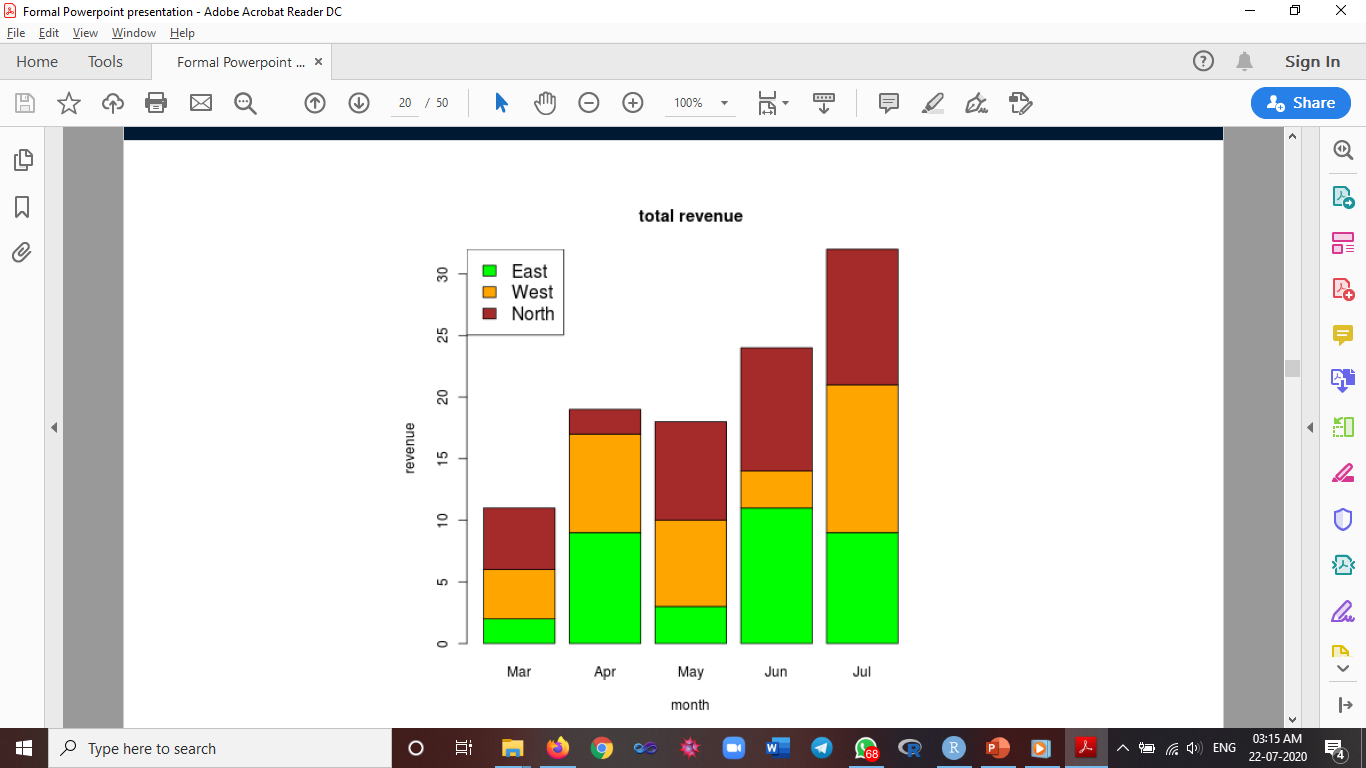 Formal Powerpoint presentation - Adobe Acrobat Reader DC
File Edit View Window Help
Home Tools Formal Powerpoint ... × Sign In
20 / 50 100% Share
total revenue
East
West
North
30
25
20
15
10
5
0
revenue
Mar Apr May Jun Jul
month
Type here to search
68
ENG
03:15 AM
22-07-2020
4